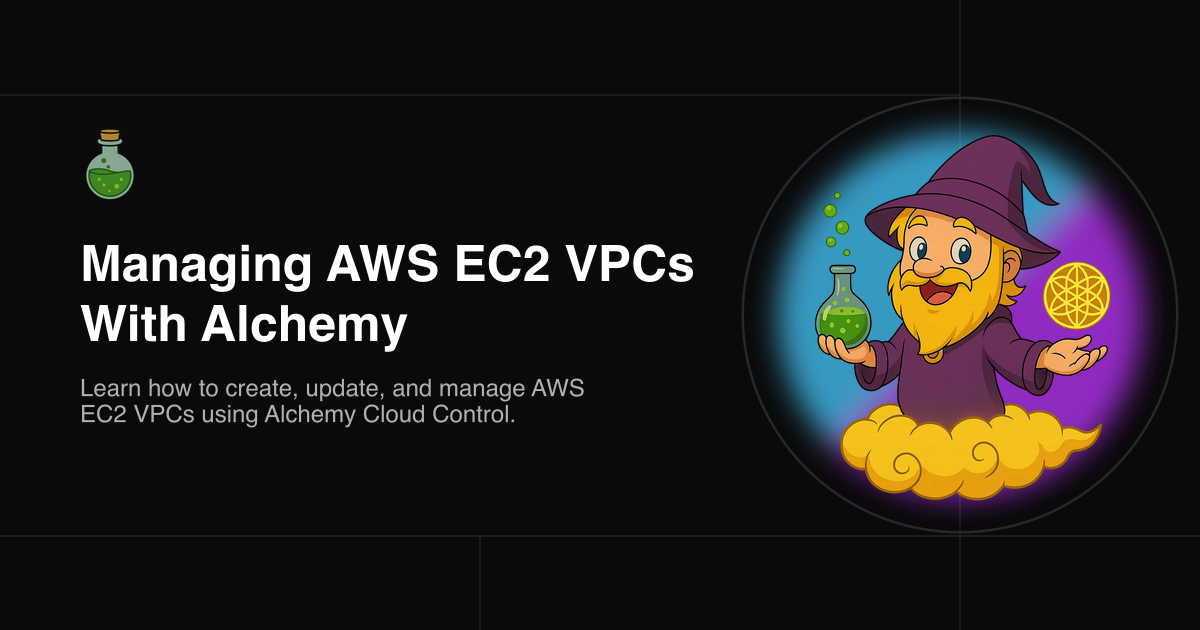 Managing AWS EC2 VPCs
With Alchemy
Learn how to create, update, and manage AWS
EC2 VPCs using Alchemy Cloud Control.